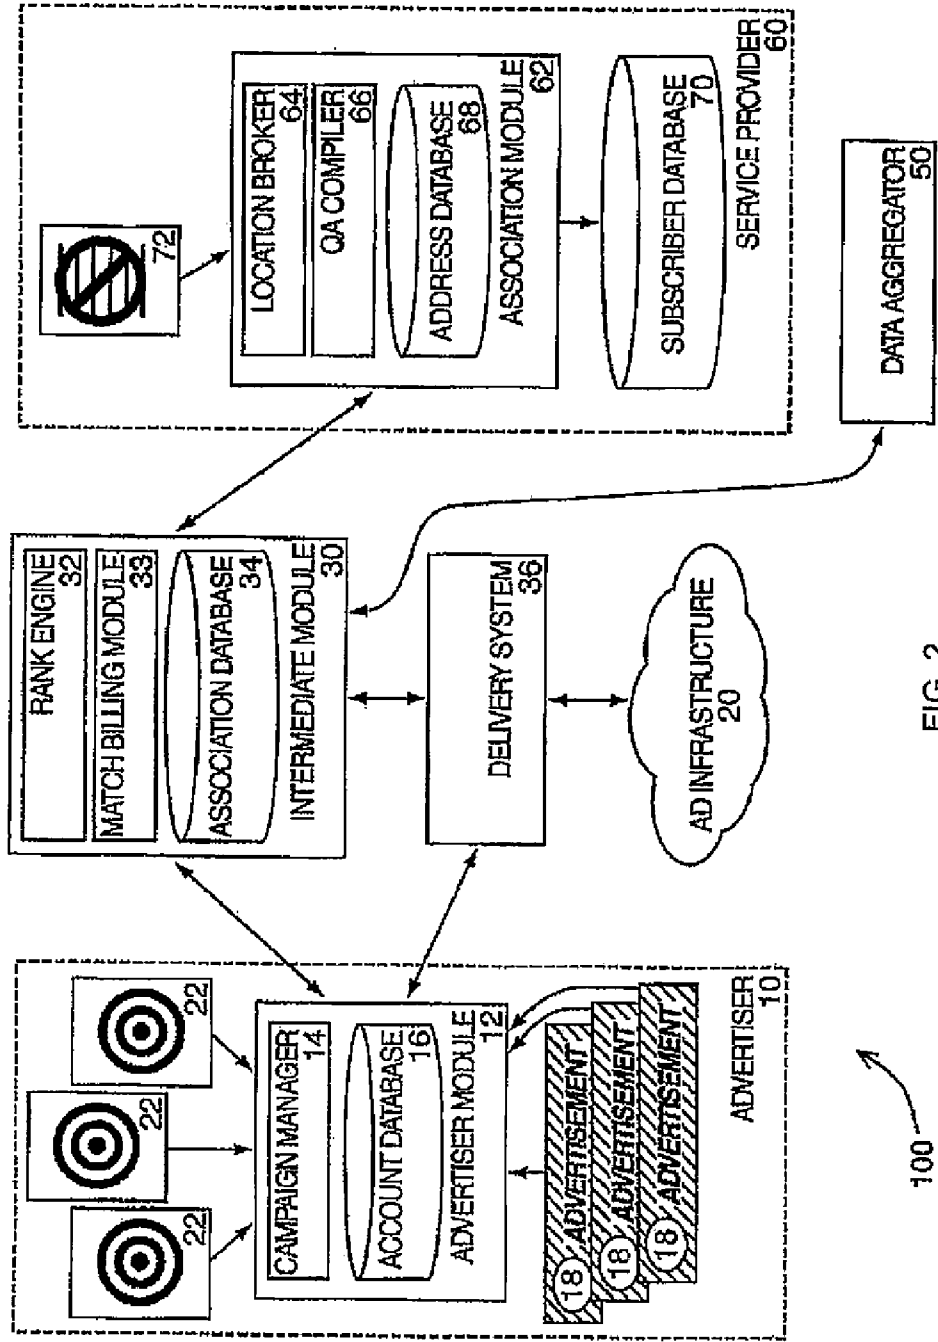 22
22
22
CAMPAIGN MANAGER
14
ACCOUNT DATABASE
16
ADVERTISER MODULE
12
18 ADVERTISEMENT
18 ADVERTISEMENT
18 ADVERTISEMENT
ADVERTISER
10
RANK ENGINE
32
MATCH BILLING MODULE
33
ASSOCIATION DATABASE
34
INTERMEDIATE MODULE
30
DELIVERY SYSTEM
36
AD INFRASTRUCTURE
20
72
LOCATION BROKER
64
QA COMPILER
66
ADDRESS DATABASE
68
ASSOCIATION MODULE
62
SUBSCRIBER DATABASE
70
SERVICE PROVIDER
60
DATA AGGREGATOR
50
100
FIG. 2